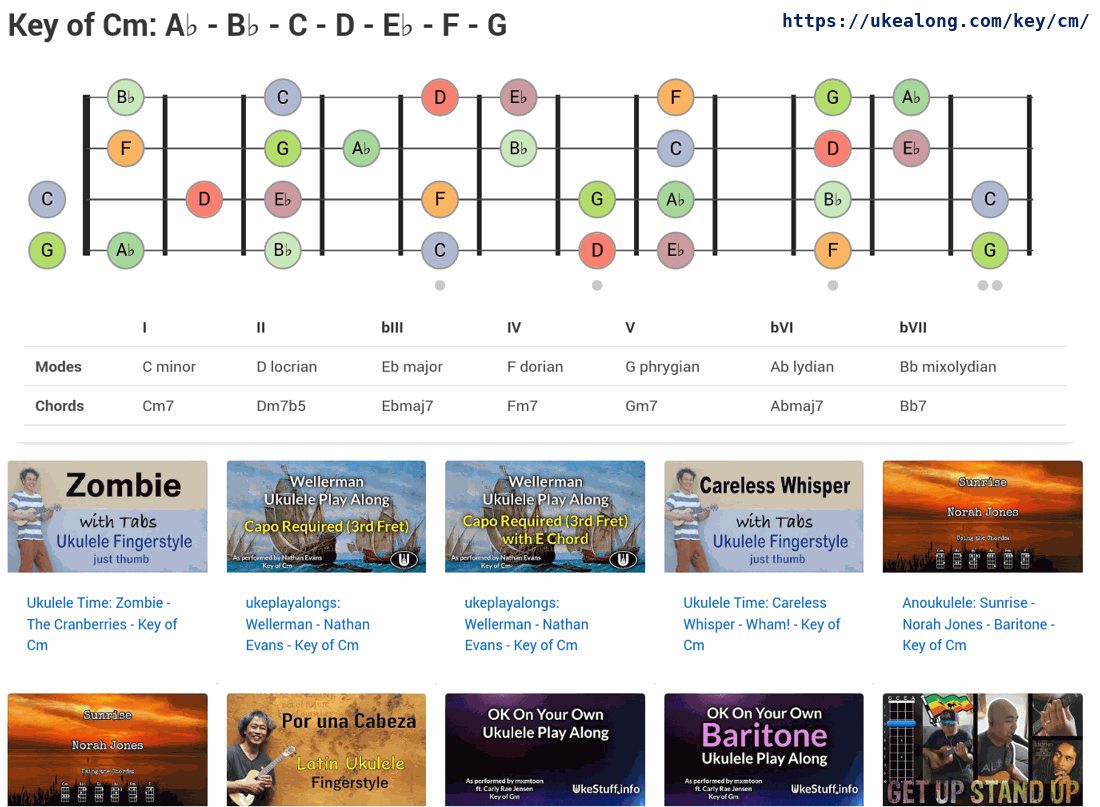 Key of Cm: A♭ - B♭ - C - D - E♭ - F - G
https://ukealong.com/key/cm/
B♭ C D E♭ F G A♭
F G A♭ B♭ C D E♭
C D E♭ F G A♭ B♭ C
G A♭ B♭ C D E♭ F G
I II bIII IV V bVI bVII
Modes C minor D locrian Eb major F dorian G phrygian Ab lydian Bb mixolydian
Chords Cm7 Dm7b5 Ebmaj7 Fm7 Gm7 Abmaj7 Bb7
Zombie
with Tabs
Ukulele Fingerstyle
just thumb
Wellerman
Ukulele Play Along
Capo Required (3rd Fret)
As performed by Nathan Evans
Key of Cm
Wellerman
Ukulele Play Along
Capo Required (3rd Fret)
with E Chord
As performed by Nathan Evans
Key of Cm
Careless Whisper
with Tabs
Ukulele Fingerstyle
just thumb
Sunrise
Norah Jones
Using the Chordes
Ukulele Time: Zombie -
The Cranberries - Key of
Cm
ukeplayalongs:
Wellerman - Nathan
Evans - Key of Cm
ukeplayalongs:
Wellerman - Nathan
Evans - Key of Cm
Ukulele Time: Careless
Whisper - Wham! - Key of
Cm
Anoukulele: Sunrise -
Norah Jones - Baritone -
Key of Cm
Sunrise
Norah Jones
Using the Chordes
Por una Cabeza
Latin Ukulele
Fingerstyle
OK On Your Own
Ukulele Play Along
As performed by mxmtoon
ft. Carly Rae Jensen
Key of Gm
UkeStuff.info
OK On Your Own
Baritone
Ukulele Play Along
As performed by mxmtoon
ft. Carly Rae Jensen
Key of Cm
UkeStuff.info
G C E A
GET UP STAND UP